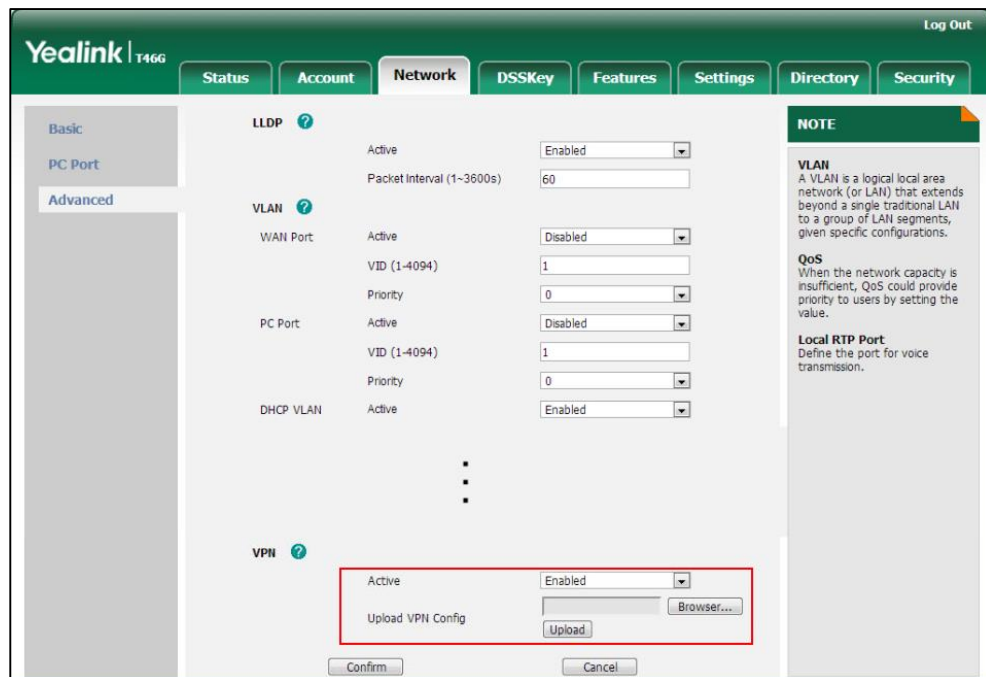 Log Out
Yealink | T46G
Status Account Network DSSKey Features Settings Directory Security
Basic
PC Port
Advanced
LLDP ?
Active Enabled
Packet Interval (1~3600s) 60
VLAN ?
WAN Port Active Disabled
VID (1-4094) 1
Priority 0
PC Port Active Disabled
VID (1-4094) 1
Priority 0
DHCP VLAN Active Enabled
VPN ?
Active Enabled
Upload VPN Config Browser...
Upload
Confirm Cancel
NOTE
VLAN
A VLAN is a logical local area
network (or LAN) that extends
beyond a single traditional LAN
to a group of LAN segments,
given specific configurations.
QoS
When the network capacity is
insufficient, QoS could provide
priority to users by setting the
value.
Local RTP Port
Define the port for voice
transmission.